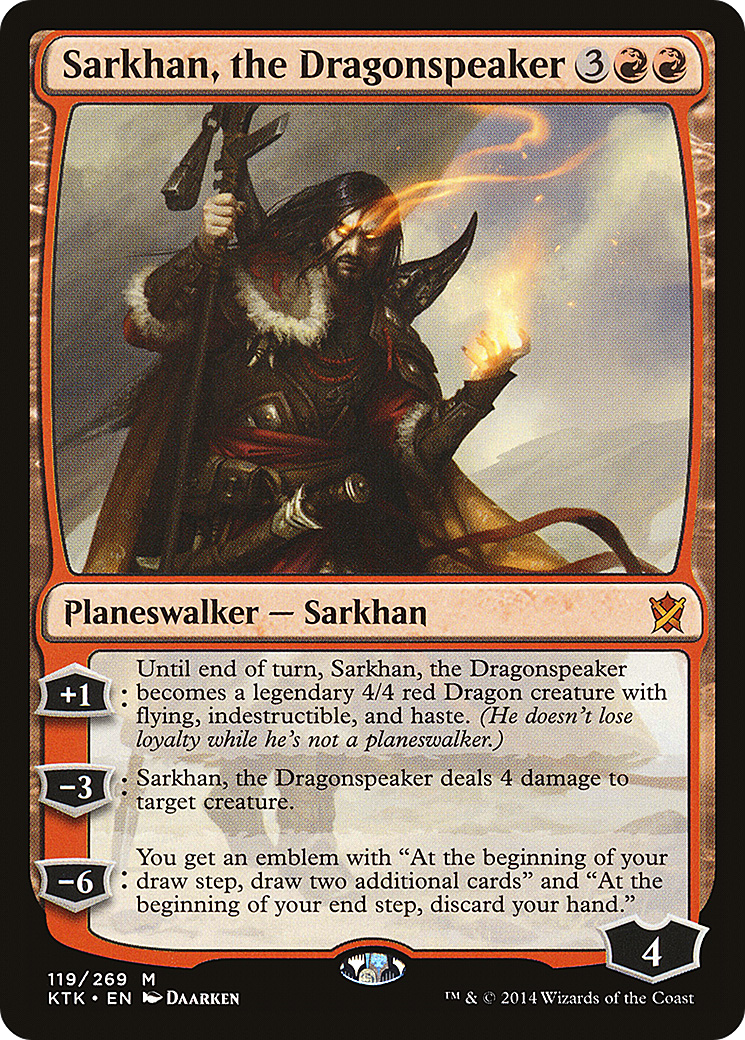 Sarkhan, the Dragonspeaker 3
Planeswalker — Sarkhan
+1 : Until end of turn, Sarkhan, the Dragonspeaker
becomes a legendary 4/4 red Dragon creature with
flying, indestructible, and haste. (He doesn't lose
loyalty while he's not a planeswalker.)
−3 : Sarkhan, the Dragonspeaker deals 4 damage to
target creature.
−6 : You get an emblem with “At the beginning of your
draw step, draw two additional cards” and “At the
beginning of your end step, discard your hand.”
4
119/269 M
KTK • EN DAARKEN
™ & © 2014 Wizards of the Coast